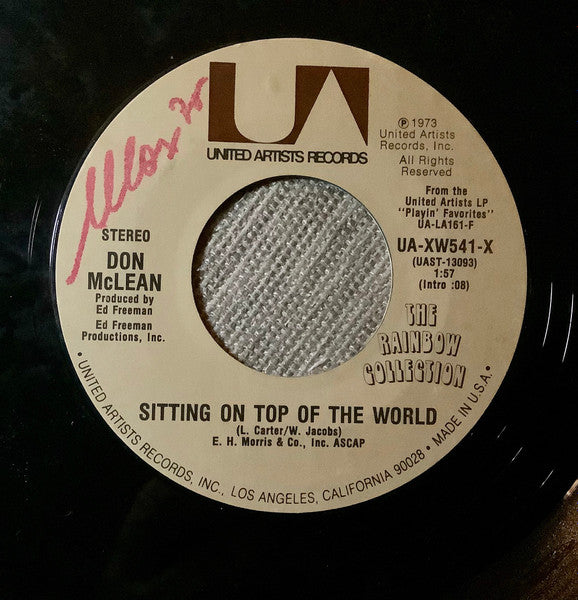 UA
UNITED ARTISTS RECORDS
℗ 1973
United Artists
Records, Inc.
All Rights
Reserved
From the
United Artists LP
"Playin' Favorites"
UA-LA161-F
STEREO
DON
McLEAN
Produced by
Ed Freeman
Ed Freeman
Productions, Inc.
UA-XW541-X
(UAST-13093)
1:57
(Intro :08)
THE
RAINBOW
COLLECTION
SITTING ON TOP OF THE WORLD
(L. Carter/W. Jacobs)
E. H. Morris & Co., Inc. ASCAP
• UNITED ARTISTS RECORDS, INC., LOS ANGELES, CALIFORNIA 90028 • MADE IN U.S.A. •